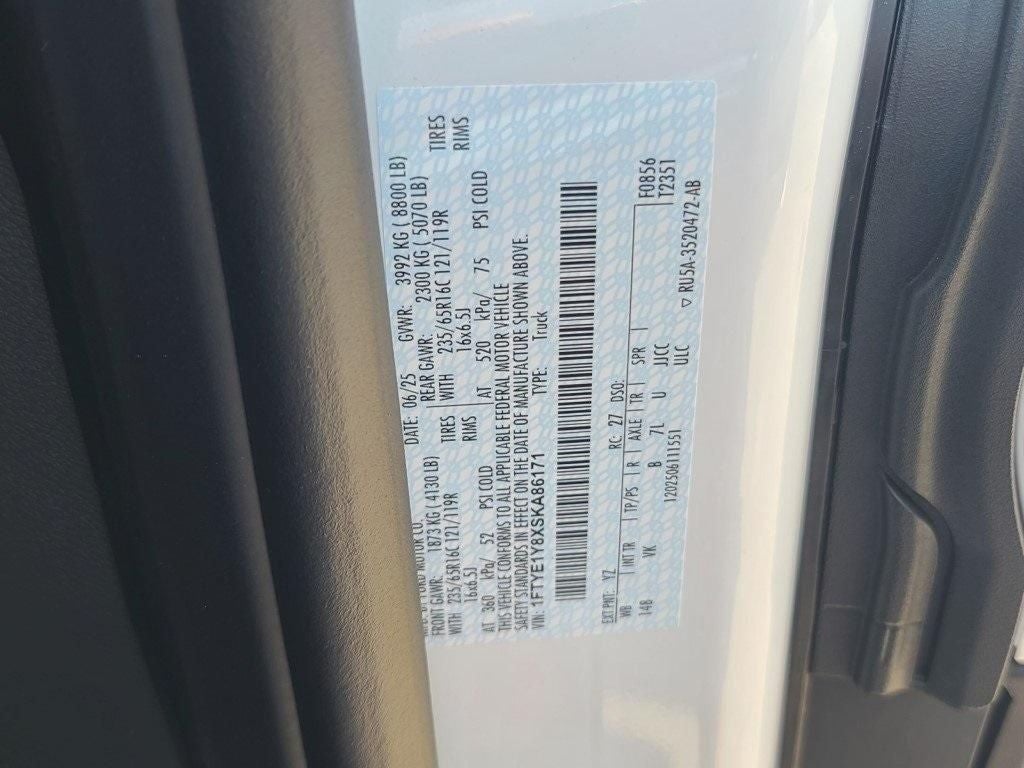 MFD. BY FORD MOTOR CO. DATE: 06/25 GVWR: 3992 KG ( 8800 LB)
FRONT GAWR: 1873 KG ( 4130 LB) REAR GAWR: 2300 KG ( 5070 LB)
WITH 235/65R16C 121/119R TIRES WITH 235/65R16C 121/119R TIRES
16x6.5J RIMS 16x6.5J RIMS
AT 360 kPa/ 52 PSI COLD AT 520 kPa/ 75 PSI COLD
THIS VEHICLE CONFORMS TO ALL APPLICABLE FEDERAL MOTOR VEHICLE
SAFETY STANDARDS IN EFFECT ON THE DATE OF MANUFACTURE SHOWN ABOVE.
VIN: 1FTYE1Y8XSKA86171 TYPE: Truck
EXT PNT: YZ RC: 27 DSO: F0856
WB INT TR TP/PS R AXLE TR SPR T2351
148 VK B 7L U JJCC
120250611155 1 ULC ▽ RU5A-3520472-AB